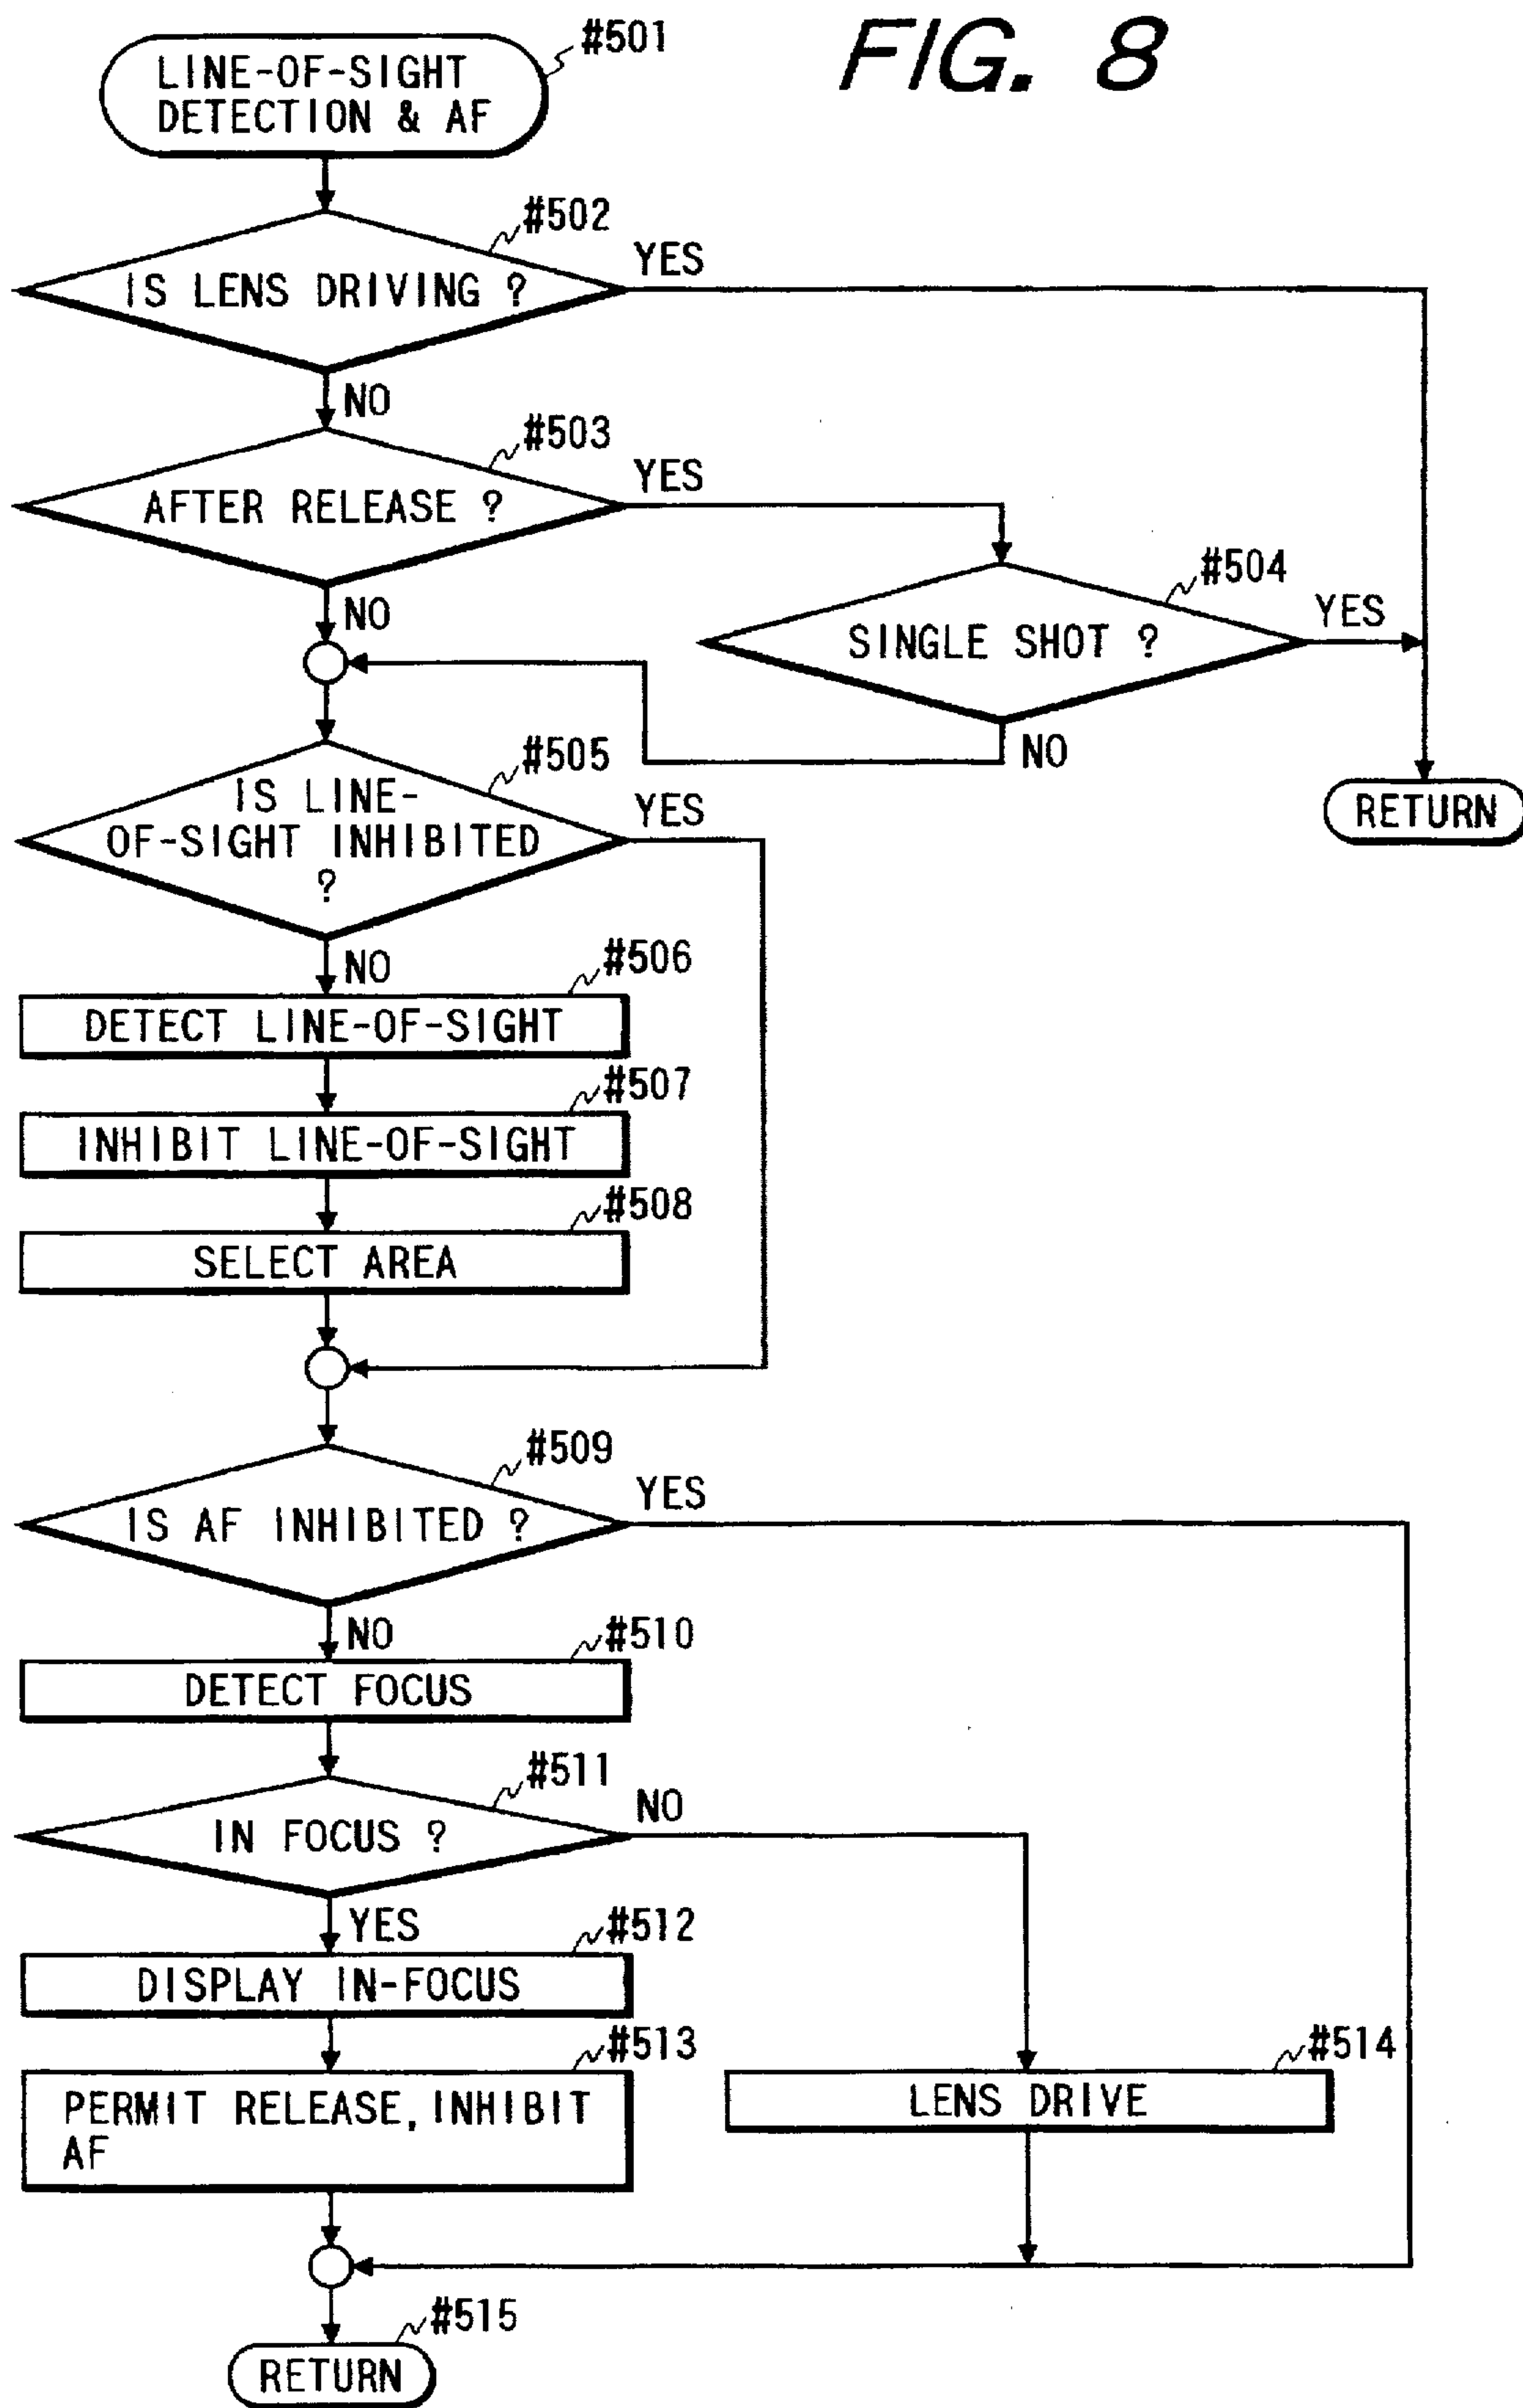 FIG. 8
#501
LINE-OF-SIGHT
DETECTION & AF
#502
IS LENS DRIVING ?
YES
NO
#503
AFTER RELEASE ?
YES
NO
#504
SINGLE SHOT ?
YES
NO
RETURN
#505
IS LINE-
OF-SIGHT INHIBITED
?
YES
NO
#506
DETECT LINE-OF-SIGHT
#507
INHIBIT LINE-OF-SIGHT
#508
SELECT AREA
#509
IS AF INHIBITED ?
YES
NO
#510
DETECT FOCUS
#511
IN FOCUS ?
NO
YES
#512
DISPLAY IN-FOCUS
#513
PERMIT RELEASE, INHIBIT
AF
#514
LENS DRIVE
#515
RETURN